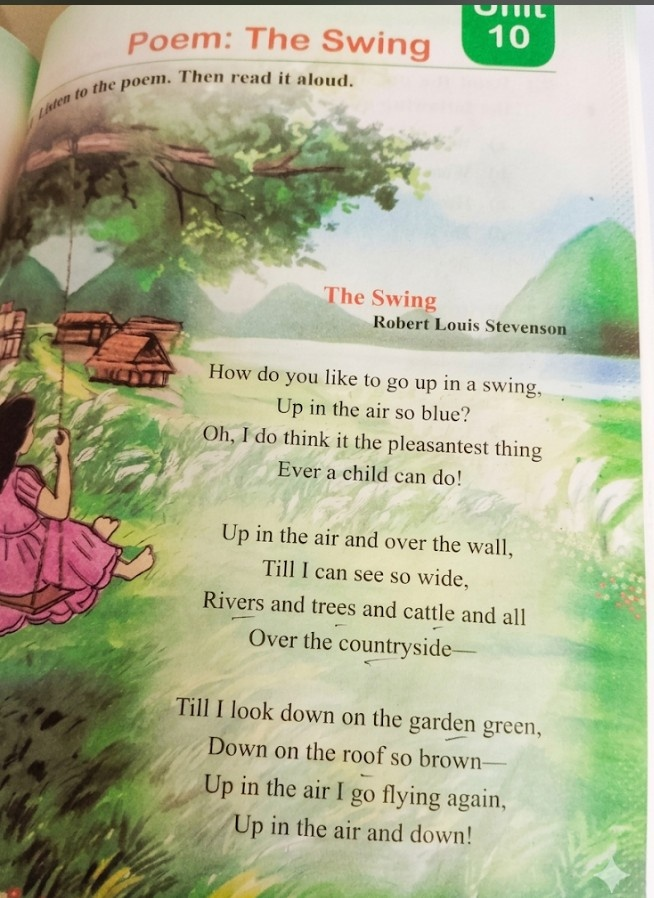 Unit
10
Poem: The Swing
Listen to the poem. Then read it aloud.
The Swing
Robert Louis Stevenson
How do you like to go up in a swing,
Up in the air so blue?
Oh, I do think it the pleasantest thing
Ever a child can do!
Up in the air and over the wall,
Till I can see so wide,
Rivers and trees and cattle and all
Over the countryside—
Till I look down on the garden green,
Down on the roof so brown—
Up in the air I go flying again,
Up in the air and down!